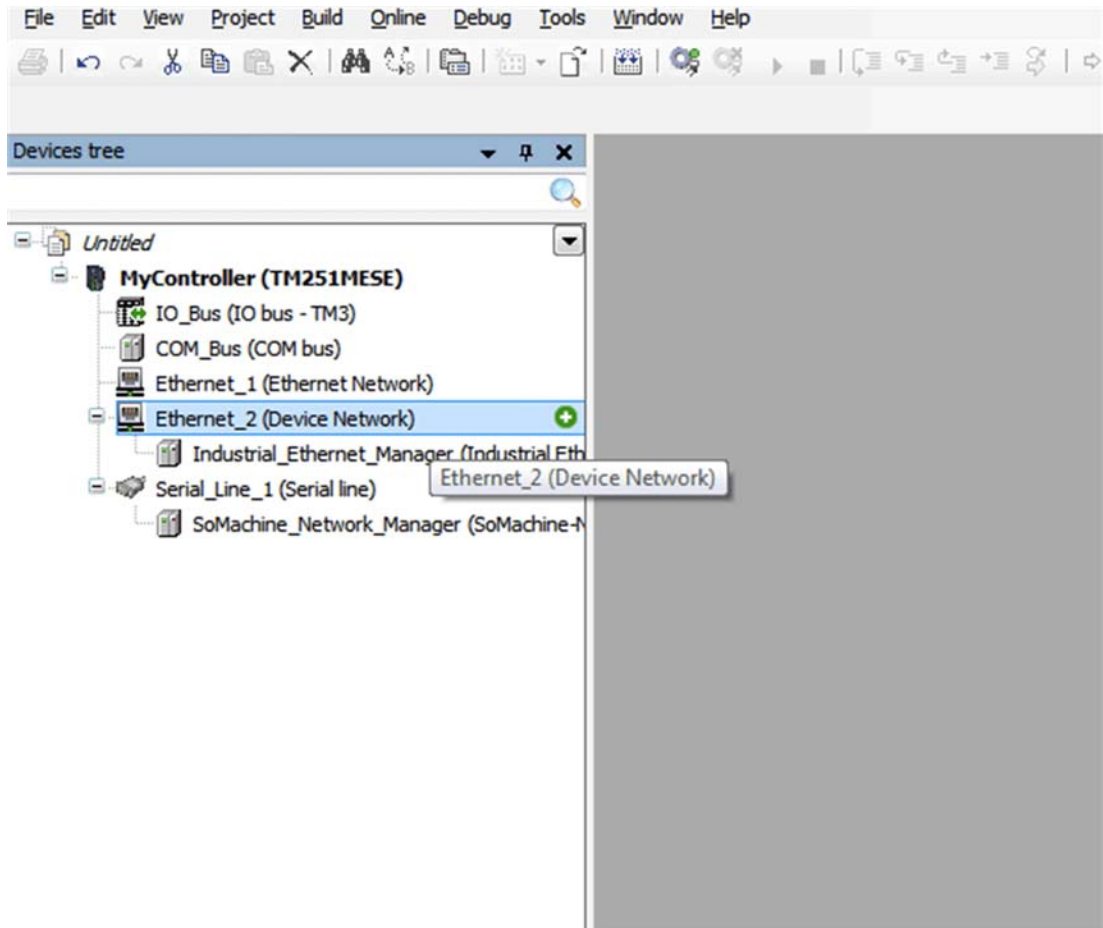 File Edit View Project Build Online Debug Tools Window Help
Devices tree
Untitled
MyController (TM251MESE)
IO_Bus (IO bus - TM3)
COM_Bus (COM bus)
Ethernet_1 (Ethernet Network)
Ethernet_2 (Device Network)
Industrial_Ethernet_Manager (Industrial Eth
Ethernet_2 (Device Network)
Serial_Line_1 (Serial line)
SoMachine_Network_Manager (SoMachine-N